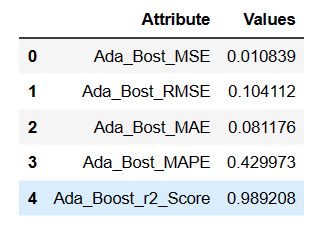 Attribute Values
0 Ada_Bost_MSE 0.010839
1 Ada_Bost_RMSE 0.104112
2 Ada_Bost_MAE 0.081176
3 Ada_Bost_MAPE 0.429973
4 Ada_Boost_r2_Score 0.989208